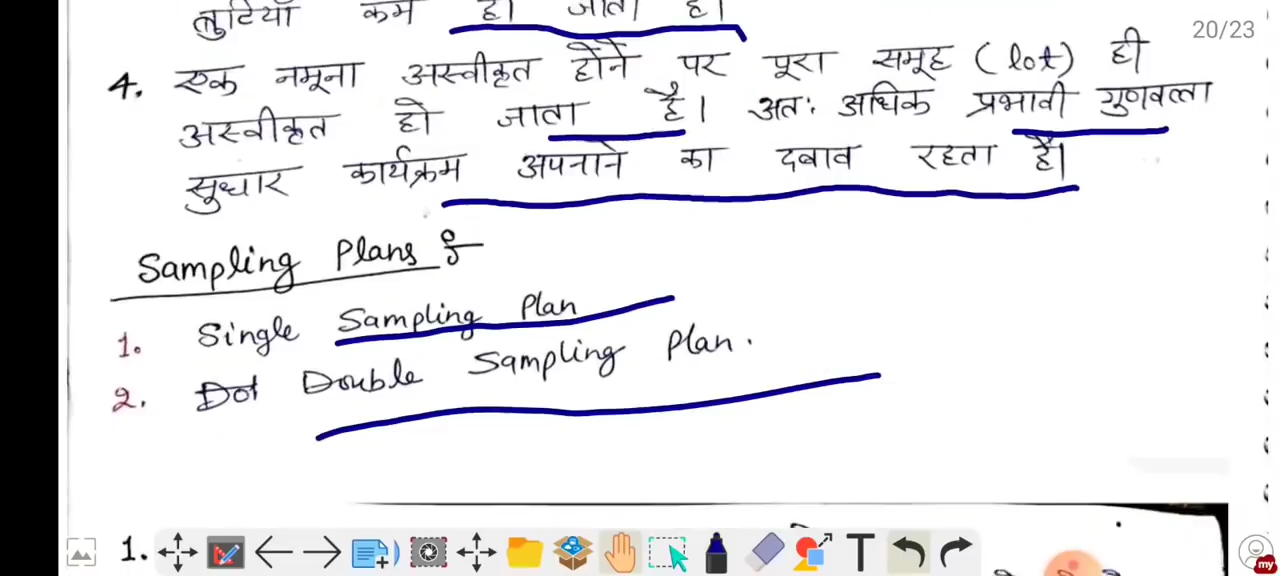 त्रुटियाँ कम हो जाता है।
20/23
4. एक नमूना अस्वीकृत होने पर पूरा समूह (lot) ही
अस्वीकृत हो जाता है। अतः अधिक प्रभावी गुणवत्ता
सुधार कार्यक्रम अपनाने का दबाव रहता है।
Sampling Plans :-
1. Single Sampling Plan
2. Double Sampling Plan.
1.
T
my